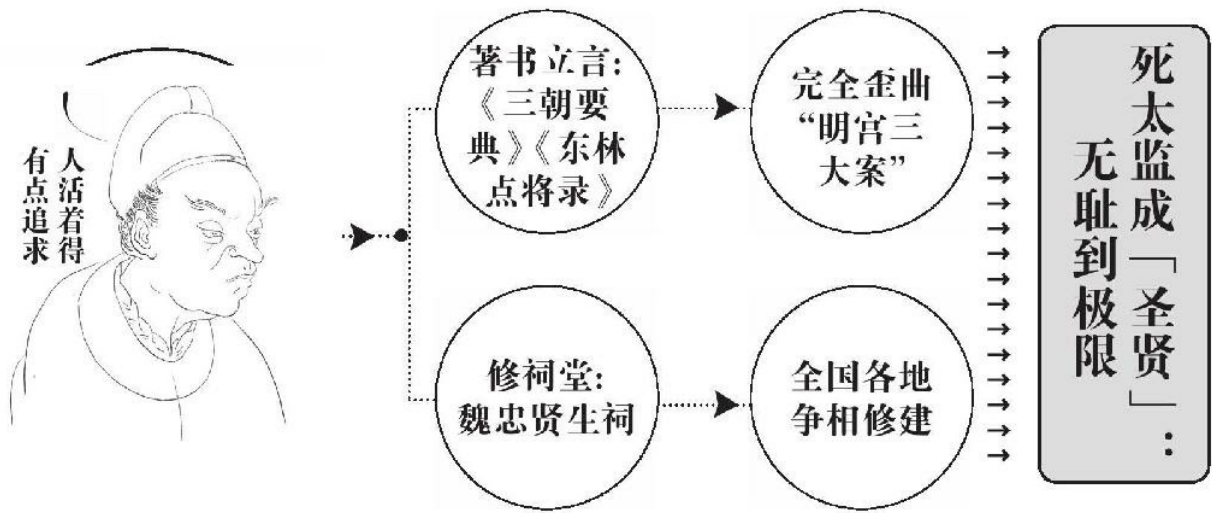 人活着得
有点追求
著书立言：
《三朝要
典》《东林
点将录》
完全歪曲
“明宫三
大案”
修祠堂：
魏忠贤生祠
全国各地
争相修建
死太监成「圣贤」：
无耻到极限